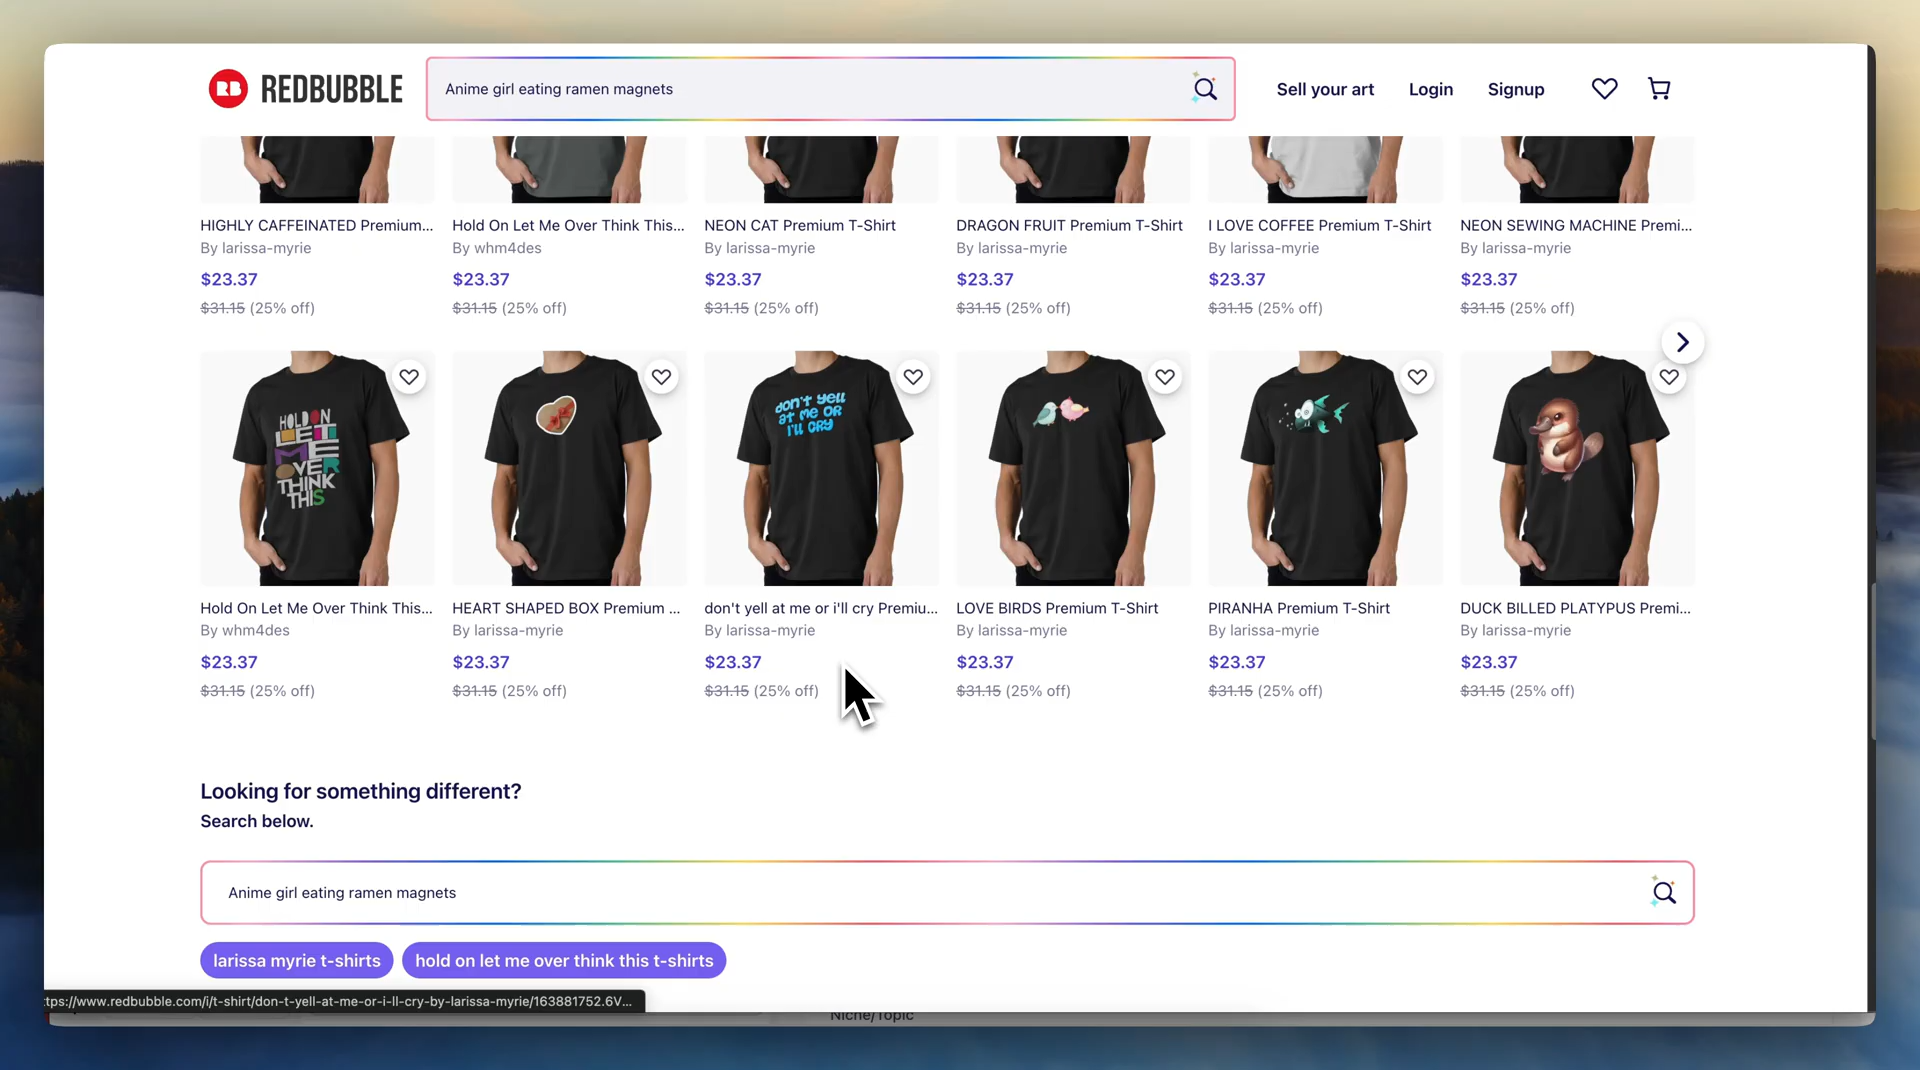 RB REDBUBBLE
Anime girl eating ramen magnets
Sell your art
Login
Signup
HIGHLY CAFFEINATED Premium...
By larissa-myrie
$23.37
$31.15 (25% off)
Hold On Let Me Over Think This...
By whm4des
$23.37
$31.15 (25% off)
NEON CAT Premium T-Shirt
By larissa-myrie
$23.37
$31.15 (25% off)
DRAGON FRUIT Premium T-Shirt
By larissa-myrie
$23.37
$31.15 (25% off)
I LOVE COFFEE Premium T-Shirt
By larissa-myrie
$23.37
$31.15 (25% off)
NEON SEWING MACHINE Premi...
By larissa-myrie
$23.37
$31.15 (25% off)
HOLD ON
LET
ME
OVER
THINK
THIS
Hold On Let Me Over Think This...
By whm4des
$23.37
$31.15 (25% off)
HEART SHAPED BOX Premium ...
By larissa-myrie
$23.37
$31.15 (25% off)
don't yell
at me or
i'll cry
don't yell at me or i'll cry Premiu...
By larissa-myrie
$23.37
$31.15 (25% off)
LOVE BIRDS Premium T-Shirt
By larissa-myrie
$23.37
$31.15 (25% off)
PIRANHA Premium T-Shirt
By larissa-myrie
$23.37
$31.15 (25% off)
DUCK BILLED PLATYPUS Premi...
By larissa-myrie
$23.37
$31.15 (25% off)
Looking for something different?
Search below.
Anime girl eating ramen magnets
larissa myrie t-shirts
hold on let me over think this t-shirts
tps://www.redbubble.com/i/t-shirt/don-t-yell-at-me-or-i-ll-cry-by-larissa-myrie/163881752.6V...
Niche/Topic